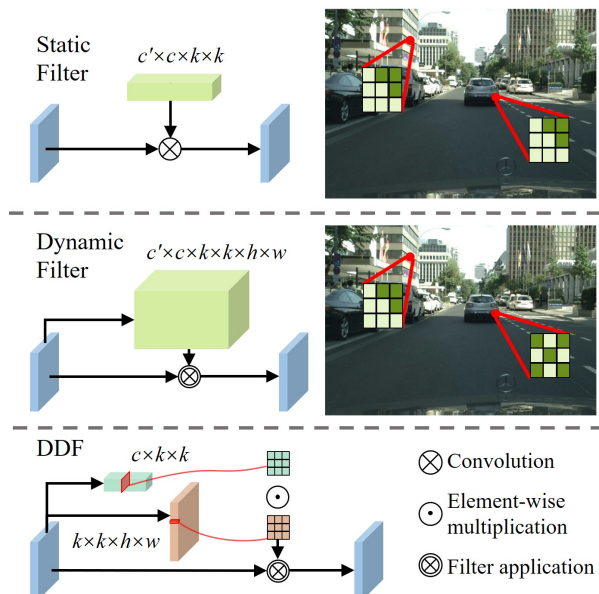 Static
Filter
c'×c×k×k
Dynamic
Filter
c'×c×k×k×h×w
DDF
c×k×k
k×k×h×w
Convolution
Element-wise
multiplication
Filter application